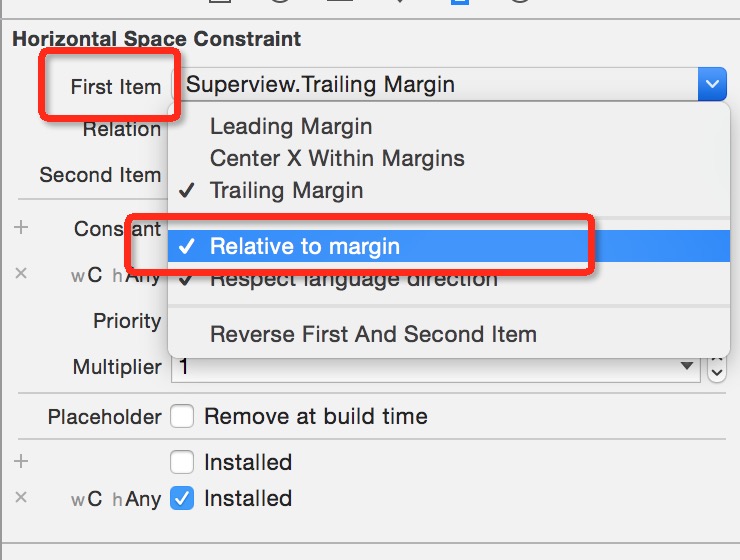 Horizontal Space Constraint
First Item Superview.Trailing Margin
Leading Margin
Relation
Center X Within Margins
Second Item
✓ Trailing Margin
+ Constant
✓ Relative to margin
× wC hAny
✓ Respect language direction
Priority
Reverse First And Second Item
Multiplier 1
Placeholder Remove at build time
+ Installed
× wC hAny Installed